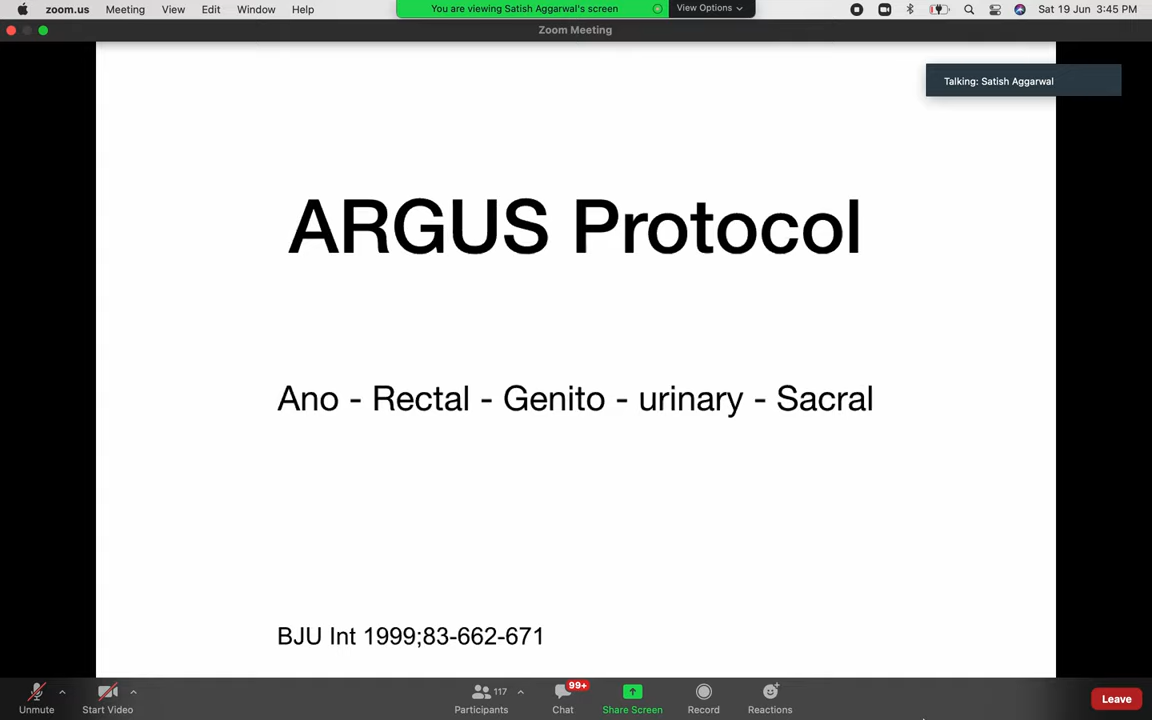 zoom.us Meeting View Edit Window Help
You are viewing Satish Aggarwal's screen
View Options
Sat 19 Jun 3:45 PM
Zoom Meeting
Talking: Satish Aggarwal
ARGUS Protocol
Ano - Rectal - Genito - urinary - Sacral
BJU Int 1999;83-662-671
Unmute
Start Video
117
Participants
99+
Chat
Share Screen
Record
Reactions
Leave